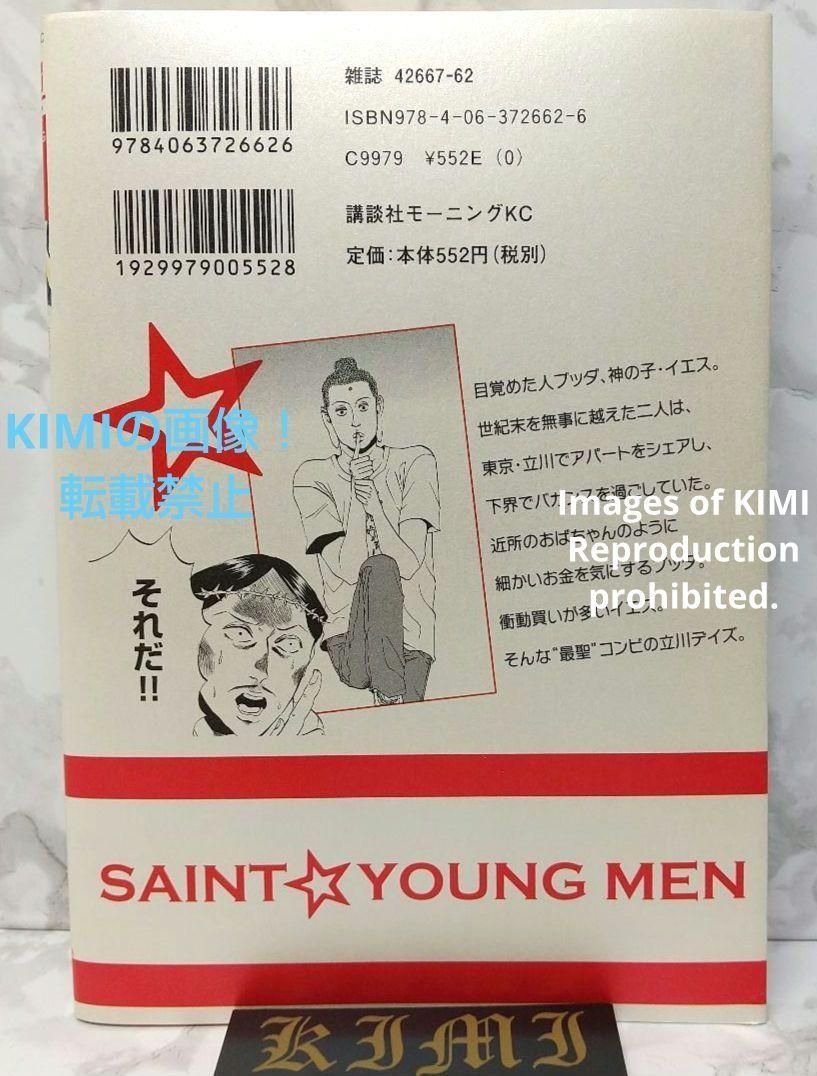 雑誌 42667-62
ISBN978-4-06-372662-6
C9979 ¥552E (0)
9784063726626
講談社モーニングKC
定価:本体552円(税別)
1929979005528
目覚めた人ブッダ、神の子・イエス。
世紀末を無事に越えた二人は、
東京・立川でアパートをシェアし、
下界でバカンスを過ごしていた。
近所のおばちゃんのように
細かいお金を気にするブッダ。
衝動買いが多いイエス。
そんな“最聖”コンビの立川デイズ。
KIMIの画像!
転載禁止
Images of KIMI
Reproduction
prohibited.
それだ!!
SAINT☆YOUNG MEN
KIMI